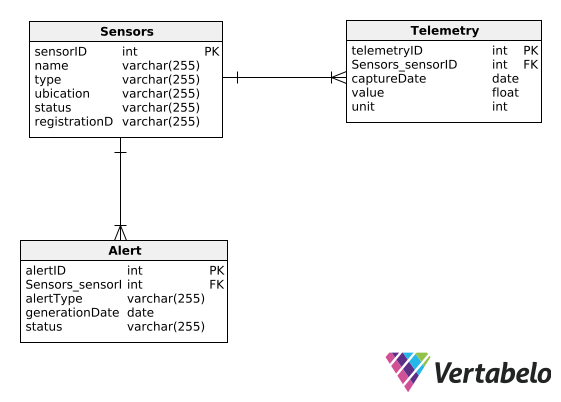 Sensors
sensorID int PK
name varchar(255)
type varchar(255)
ubication varchar(255)
status varchar(255)
registrationD varchar(255)
Telemetry
telemetryID int PK
Sensors_sensorID int FK
captureDate date
value float
unit int
Alert
alertID int PK
Sensors_sensorI int FK
alertType varchar(255)
generationDate date
status varchar(255)
Vertabelo